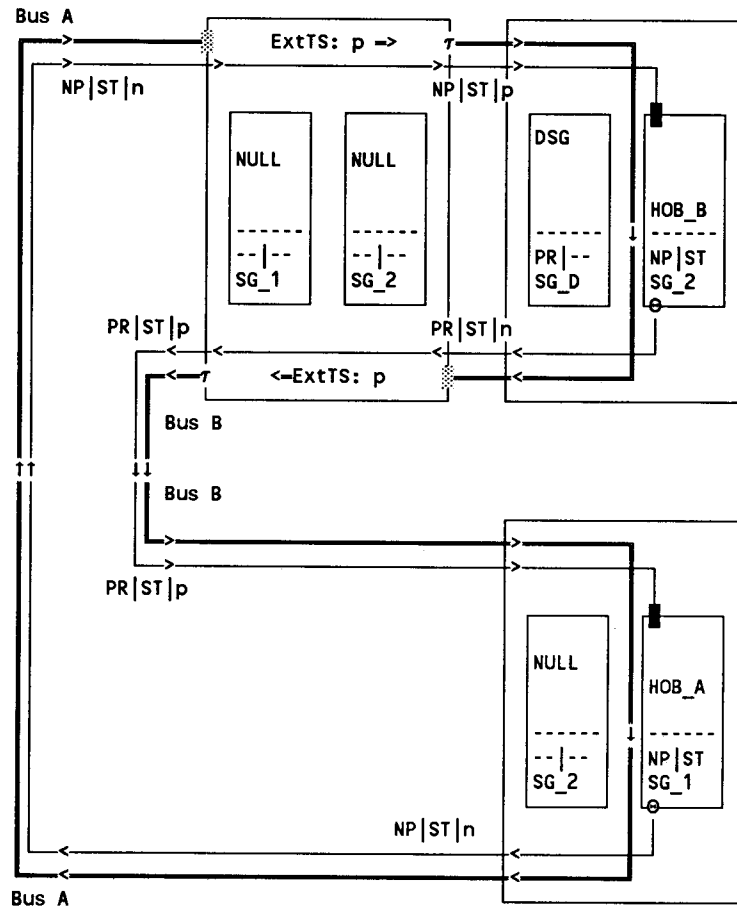 Bus A
ExtTS: p =>
τ
NP|ST|n
NP|ST|p
NULL
-----
--|--
SG_1
NULL
-----
--|--
SG_2
DSG
-----
PR|--
SG_D
HOB_B
-----
NP|ST
SG_2
PR|ST|p
PR|ST|n
τ
<=ExtTS: p
Bus B
Bus B
PR|ST|p
NULL
-----
--|--
SG_2
HOB_A
-----
NP|ST
SG_1
NP|ST|n
Bus A